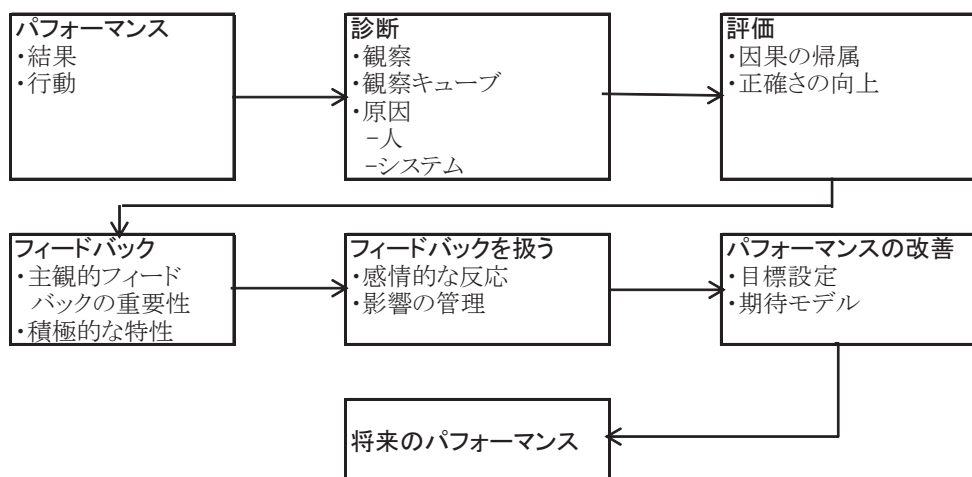 パフォーマンス
・結果
・行動
診断
・観察
・観察キューブ
・原因
－人
－システム
評価
・因果の帰属
・正確さの向上
フィードバック
・主観的フィード
バックの重要性
・積極的な特性
フィードバックを扱う
・感情的な反応
・影響の管理
パフォーマンスの改善
・目標設定
・期待モデル
将来のパフォーマンス